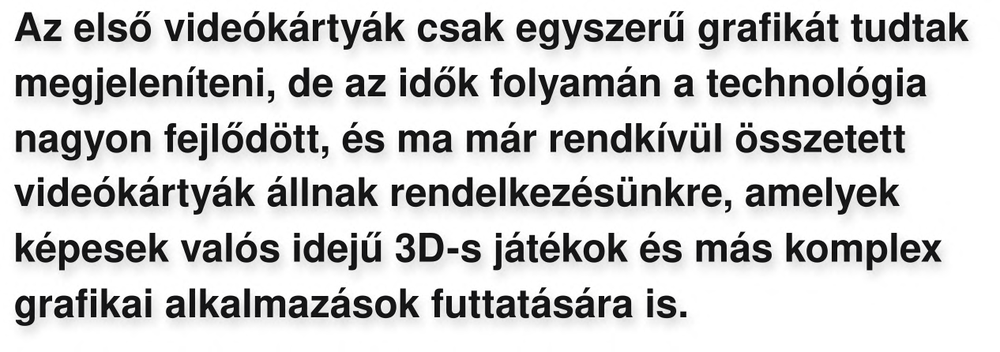 Az első videókártyák csak egyszerű grafikát tudtak
megjeleníteni, de az idők folyamán a technológia
nagyon fejlődött, és ma már rendkívül összetett
videókártyák állnak rendelkezésünkre, amelyek
képesek valós idejű 3D-s játékok és más komplex
grafikai alkalmazások futtatására is.